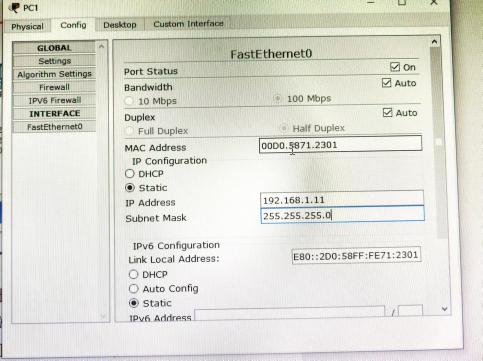 PC1
Physical Config Desktop Custom Interface
GLOBAL
Settings
Algorithm Settings
Firewall
IPV6 Firewall
INTERFACE
FastEthernet0
FastEthernet0
Port Status On
Bandwidth Auto
10 Mbps 100 Mbps
Duplex Auto
Full Duplex Half Duplex
MAC Address 00D0.5871.2301
IP Configuration
DHCP
Static
IP Address 192.168.1.11
Subnet Mask 255.255.255.0
IPv6 Configuration
Link Local Address: E80::2D0:58FF:FE71:2301
DHCP
Auto Config
Static
IPv6 Address /